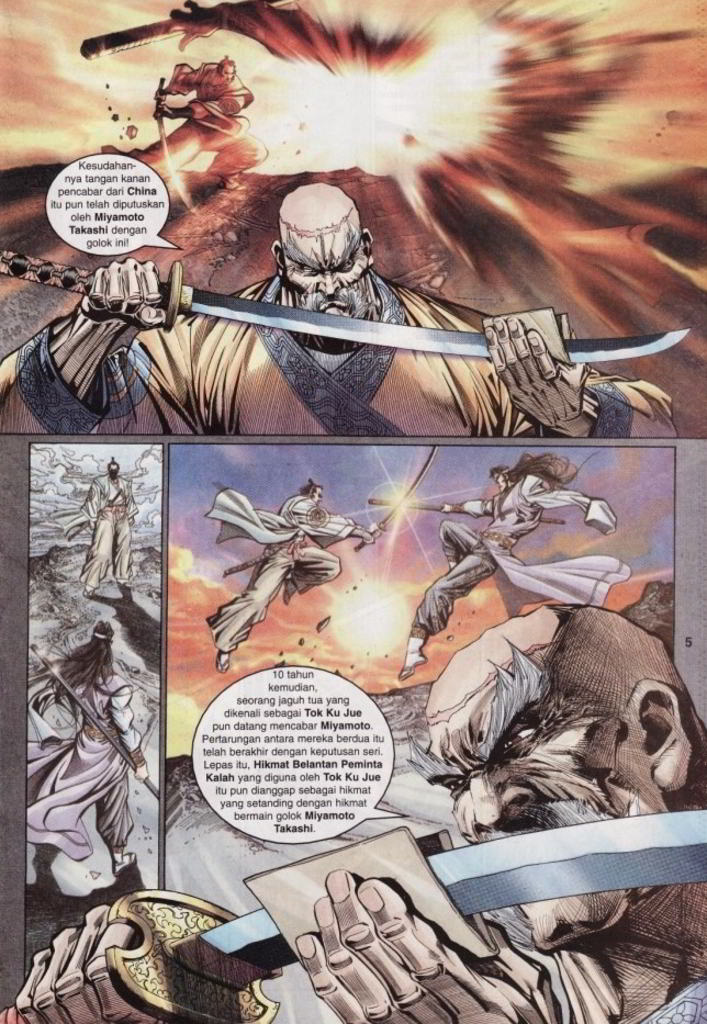 Kesudahan-
nya tangan kanan
pencabar dari China
itu pun telah diputuskan
oleh Miyamoto
Takashi dengan
golok ini!
10 tahun
kemudian,
seorang jaguh tua yang
dikenali sebagai Tok Ku Jue
pun datang mencabar Miyamoto.
Pertarungan antara mereka berdua itu
telah berakhir dengan keputusan seri.
Lepas itu, Hikmat Belantan Peminta
Kalah yang diguna oleh Tok Ku Jue
itu pun dianggap sebagai hikmat
yang setanding dengan hikmat
bermain golok Miyamoto
Takashi.
5